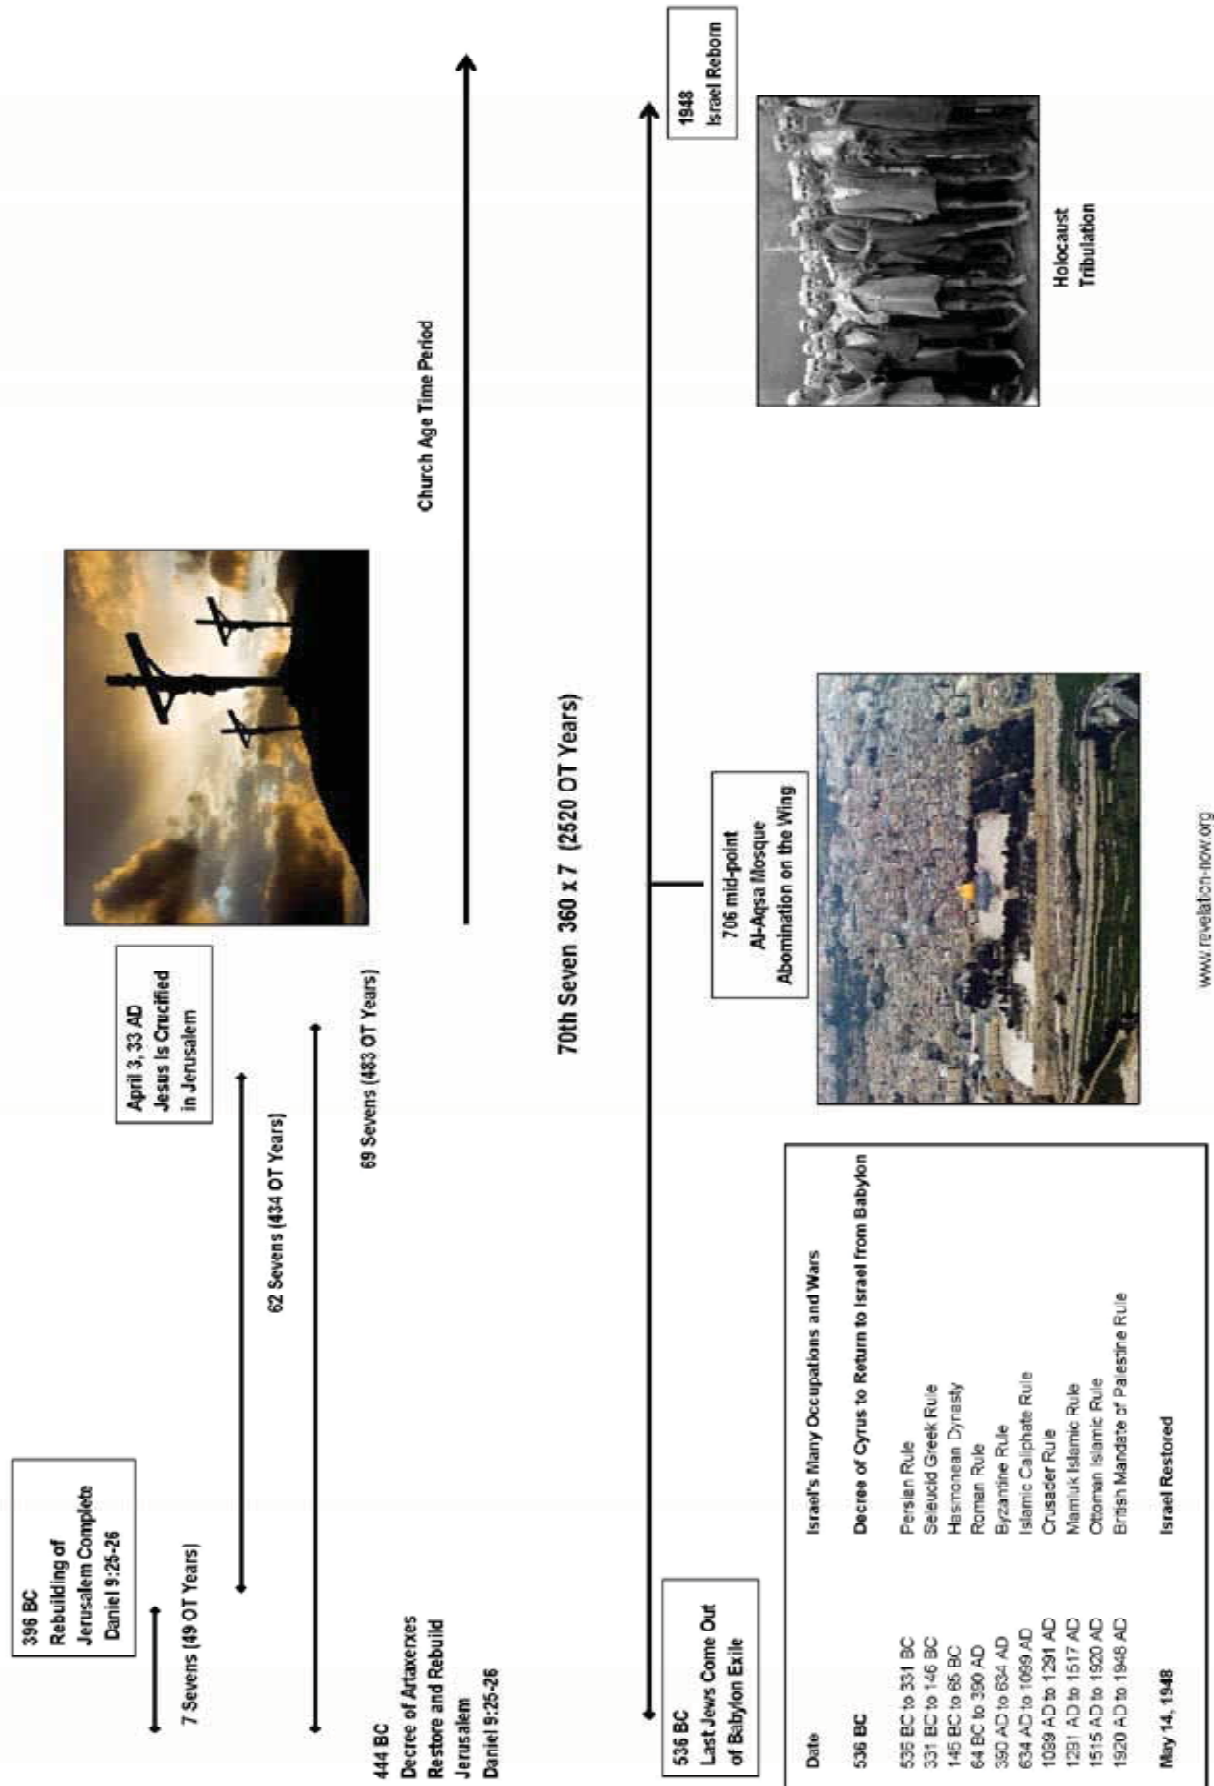 396 BC
Rebuilding of
Jerusalem Complete
Daniel 9:25-26
7 Sevens (49 OT Years)
April 3, 33 AD
Jesus Is Crucified
in Jerusalem
62 Sevens (434 OT Years)
69 Sevens (483 OT Years)
444 BC
Decree of Artaxerxes
Restore and Rebuild
Jerusalem
Daniel 9:25-26
Church Age Time Period
70th Seven 360 x 7 (2520 OT Years)
536 BC
Last Jews Come Out
of Babylon Exile
706 mid-point
Al-Aqsa Mosque
Abomination on the Wing
1948
Israel Reborn
Holocaust
Tribulation
Date Israel's Many Occupations and Wars
536 BC Decree of Cyrus to Return to Israel from Babylon
535 BC to 331 BC Persian Rule
331 BC to 146 BC Seleucid Greek Rule
145 BC to 65 BC Hasmonean Dynasty
64 BC to 390 AD Roman Rule
390 AD to 634 AD Byzantine Rule
634 AD to 1099 AD Islamic Caliphate Rule
1099 AD to 1291 AD Crusader Rule
1291 AD to 1517 AD Mamluk Islamic Rule
1515 AD to 1920 AD Ottoman Islamic Rule
1920 AD to 1948 AD British Mandate of Palestine Rule
May 14, 1948 Israel Restored
www.revelation-now.org